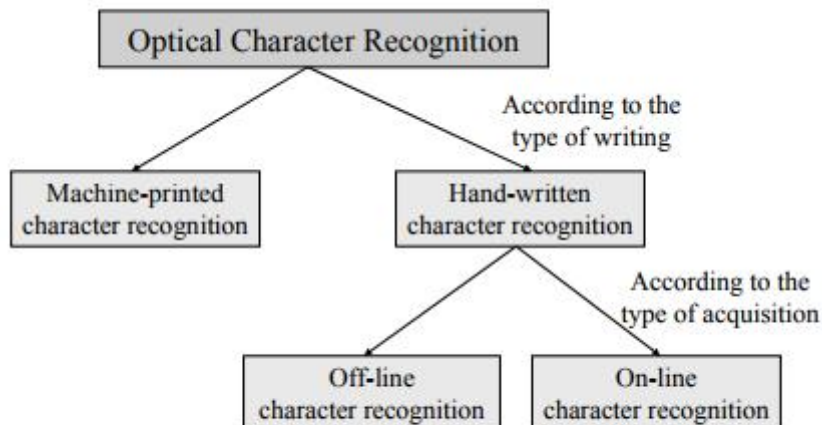 Optical Character Recognition
According to the
type of writing
Machine-printed
character recognition
Hand-written
character recognition
According to the
type of acquisition
Off-line
character recognition
On-line
character recognition